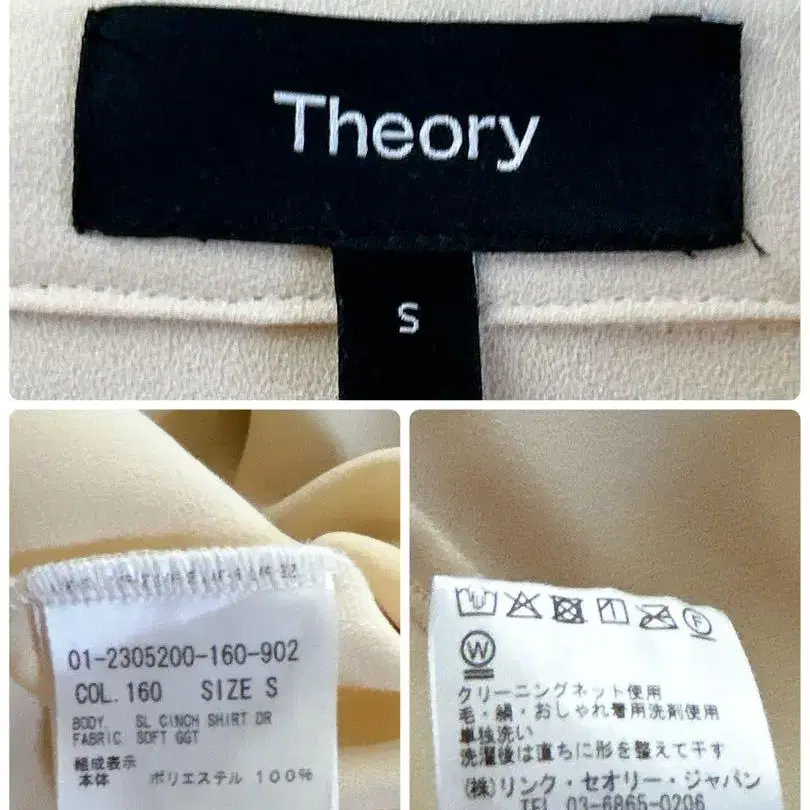 Theory
S
01-2305200-160-902
COL. 160 SIZE S
BODY. SL CINCH SHIRT DR
FABRIC SOFT GGT
組成表示
本体 ポリエステル 100%
F
W
クリーニングネット使用
毛・絹・おしゃれ着用洗剤使用
単独洗い
洗濯後は直ちに形を整えて干す
(株)リンク・セオリー・ジャパン
TEL 03-6865-0206